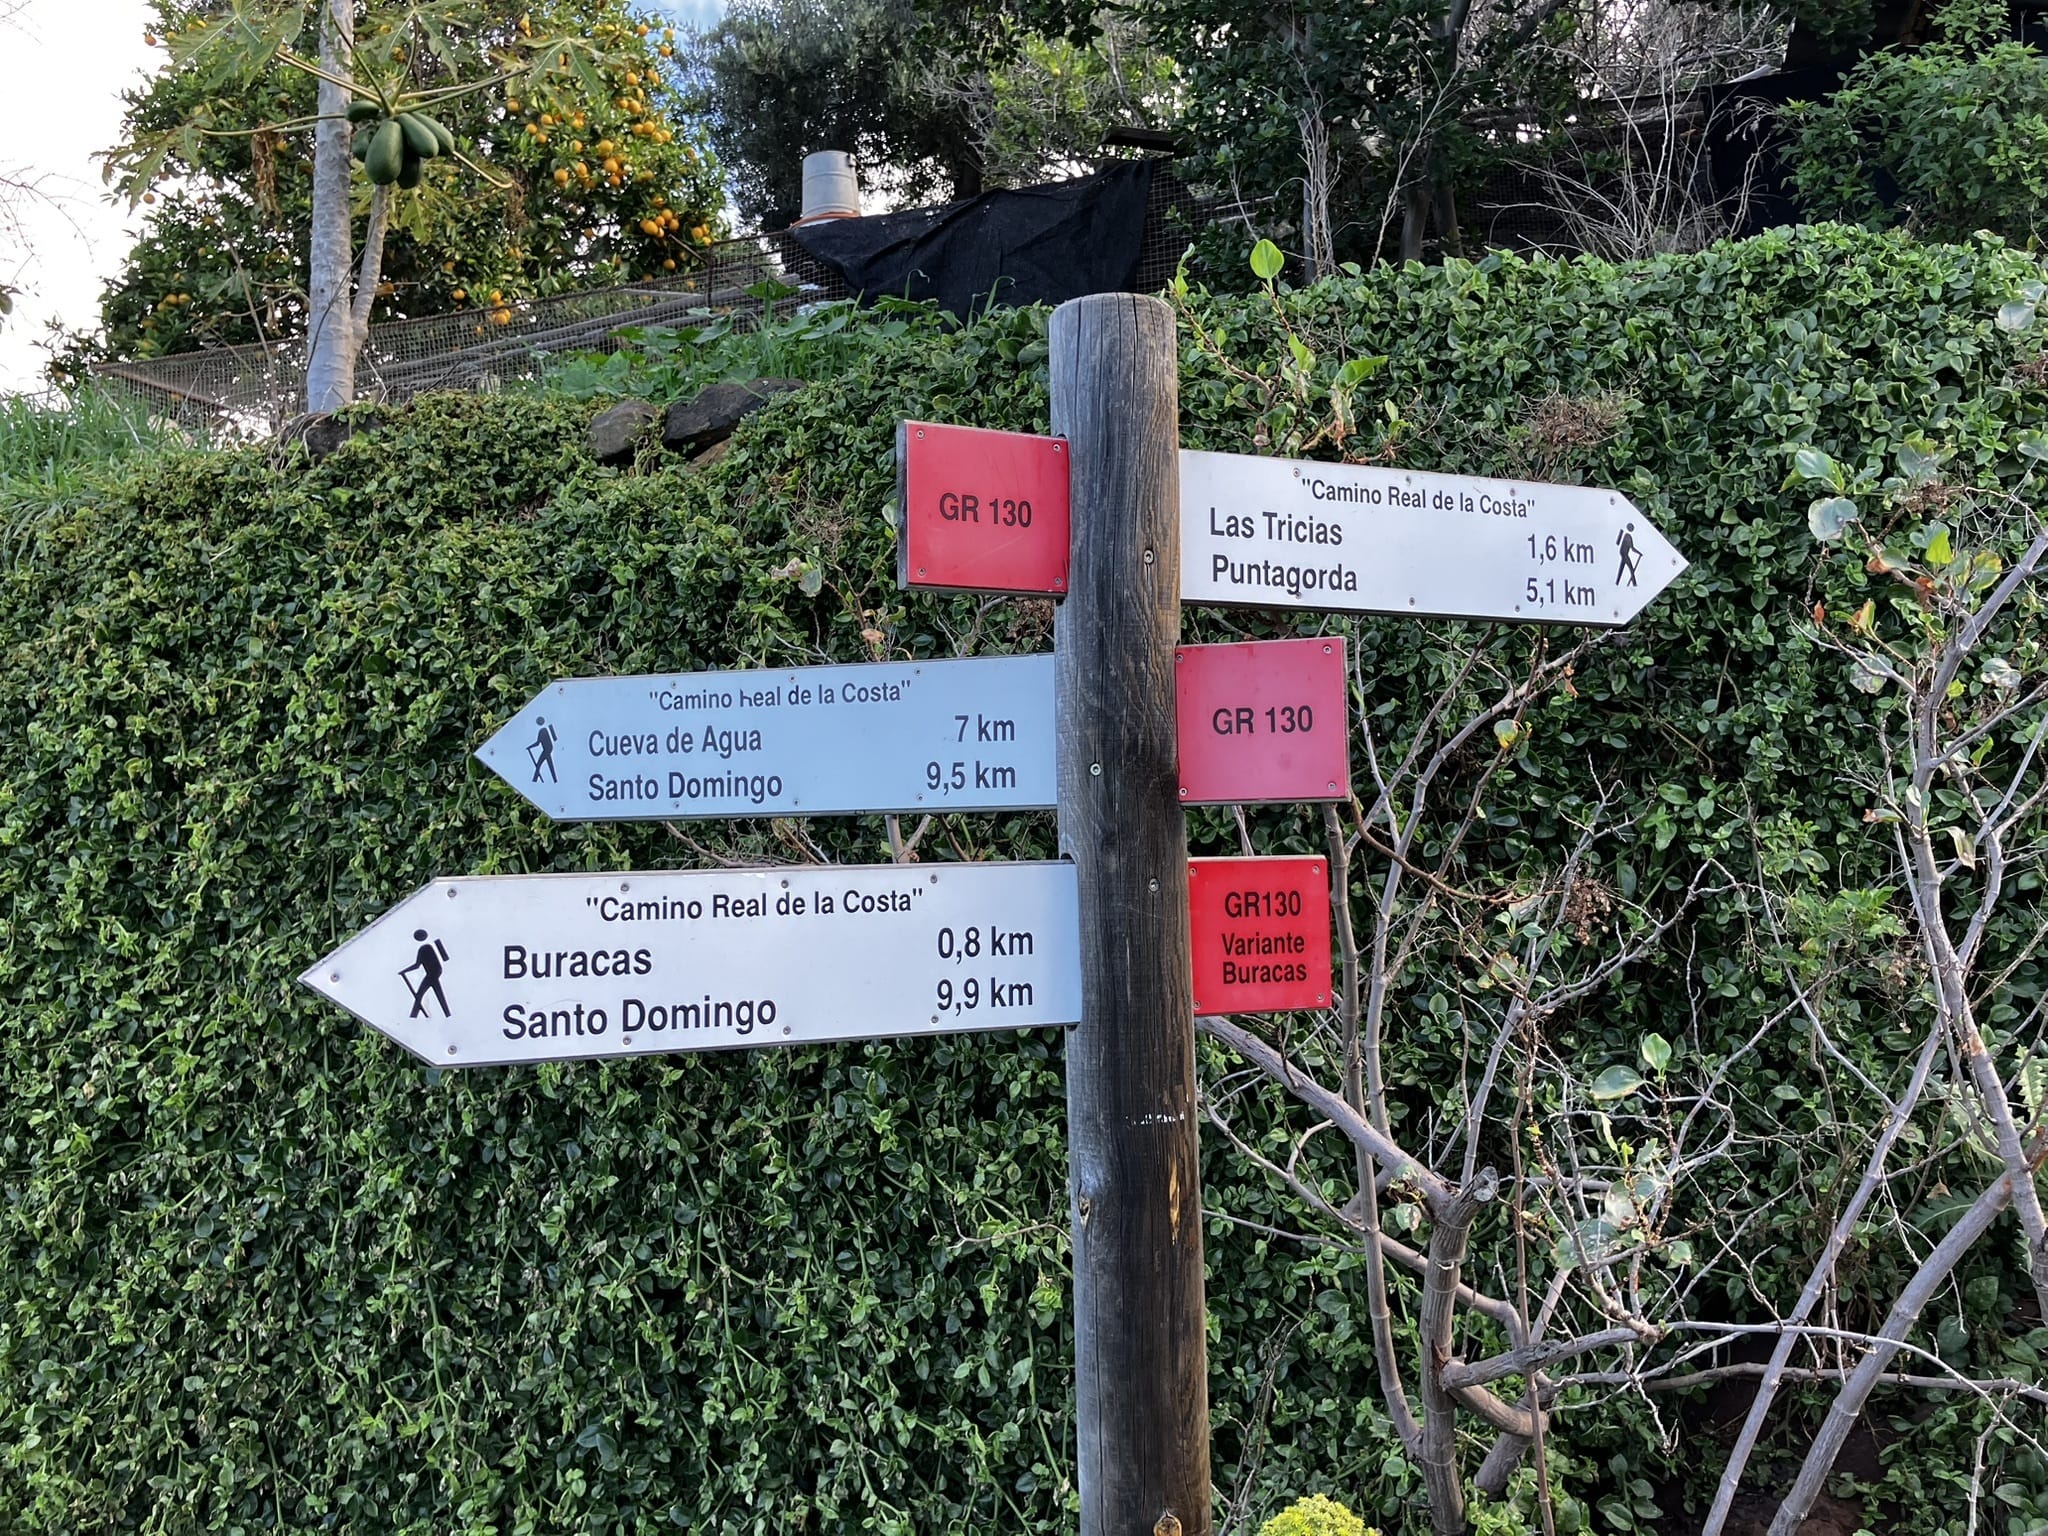 GR 130
"Camino Real de la Costa"
Las Tricias 1,6 km
Puntagorda 5,1 km
"Camino Real de la Costa"
Cueva de Agua 7 km
Santo Domingo 9,5 km
GR 130
"Camino Real de la Costa"
Buracas 0,8 km
Santo Domingo 9,9 km
GR130
Variante
Buracas